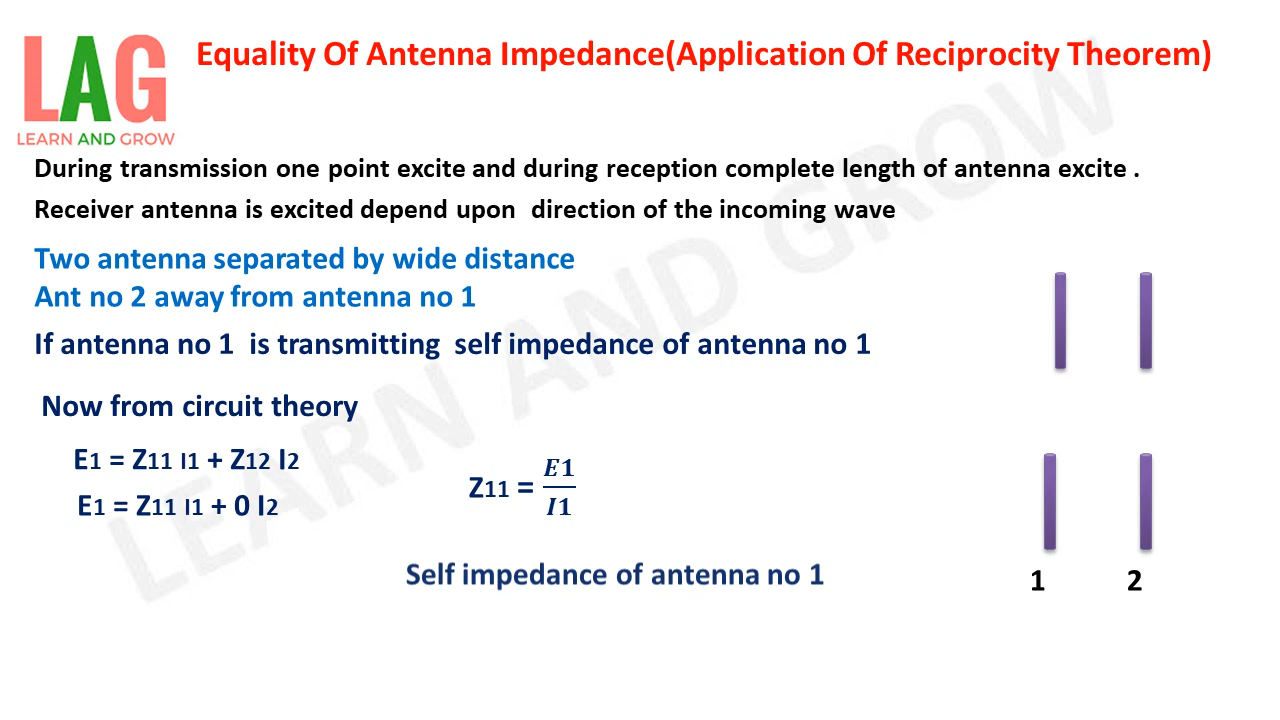 LAG
LEARN AND GROW
Equality Of Antenna Impedance(Application Of Reciprocity Theorem)
During transmission one point excite and during reception complete length of antenna excite .
Receiver antenna is excited depend upon direction of the incoming wave
Two antenna separated by wide distance
Ant no 2 away from antenna no 1
If antenna no 1 is transmitting self impedance of antenna no 1
Now from circuit theory
E1 = Z11 I1 + Z12 I2
E1 = Z11 I1 + 0 I2
Z11 = E1/I1
Self impedance of antenna no 1
1 2
LEARN AND GROW